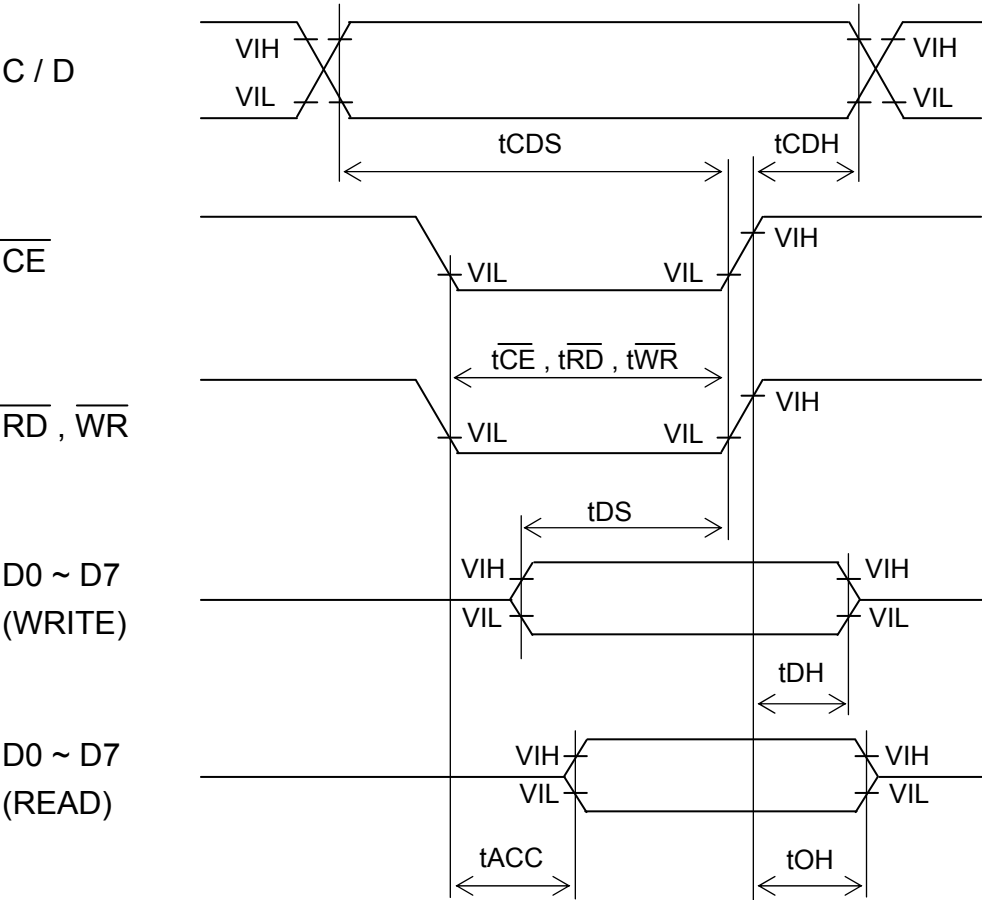 VIH
VIH
C / D
VIL
VIL
tCDS
tCDH
CE
VIH
VIL
VIL
tCE , tRD , tWR
VIH
RD , WR
VIL
VIL
tDS
D0 ~ D7
VIH
VIH
(WRITE)
VIL
VIL
tDH
D0 ~ D7
VIH
VIH
(READ)
VIL
VIL
tACC
tOH